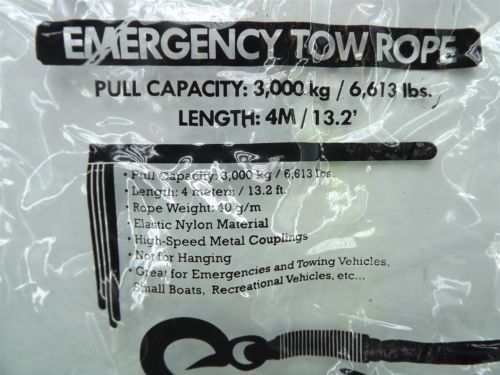 EMERGENCY TOW ROPE
PULL CAPACITY: 3,000 kg / 6,613 lbs.
LENGTH: 4M / 13.2'
• Pull Capacity: 3,000 kg / 6,613 lbs.
• Length: 4 meters / 13.2 ft.
• Rope Weight: 40 g/m
• Elastic Nylon Material
• High-Speed Metal Couplings
• Not for Hanging
• Great for Emergencies and Towing Vehicles,
Small Boats, Recreational Vehicles, etc...